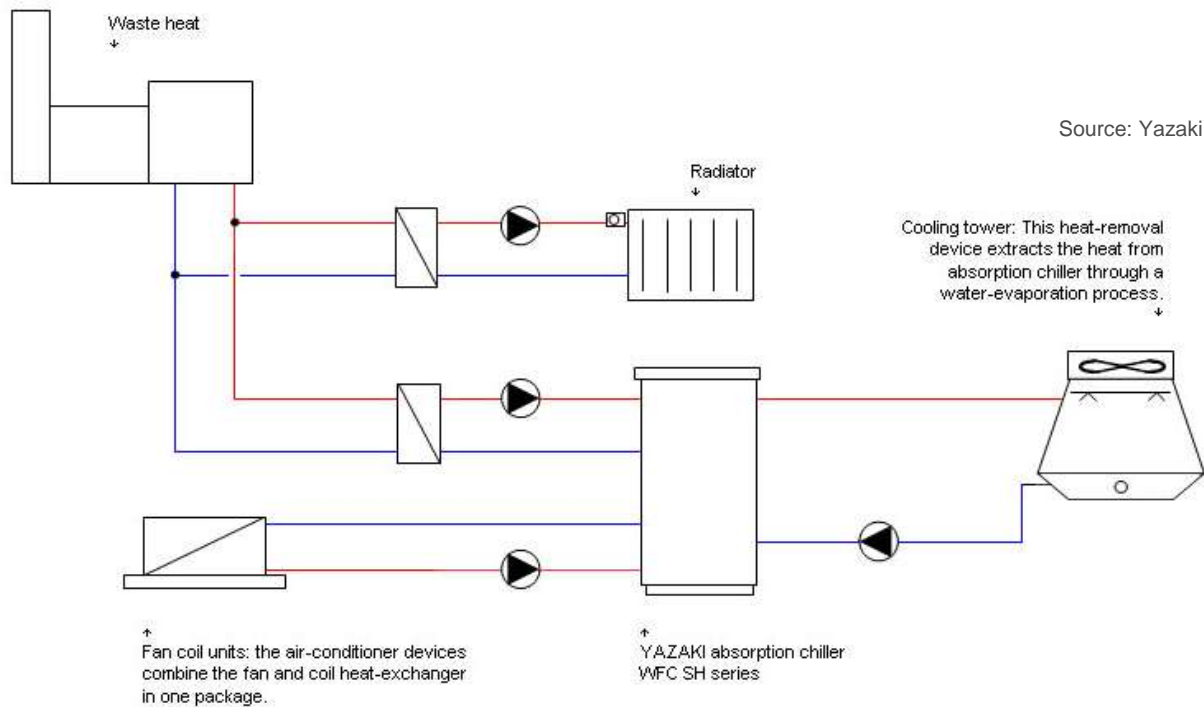 Waste heat
Source: Yazaki
Radiator
Cooling tower: This heat-removal
device extracts the heat from
absorption chiller through a
water-evaporation process.
Fan coil units: the air-conditioner devices
combine the fan and coil heat-exchanger
in one package.
YAZAKI absorption chiller
WFC SH series